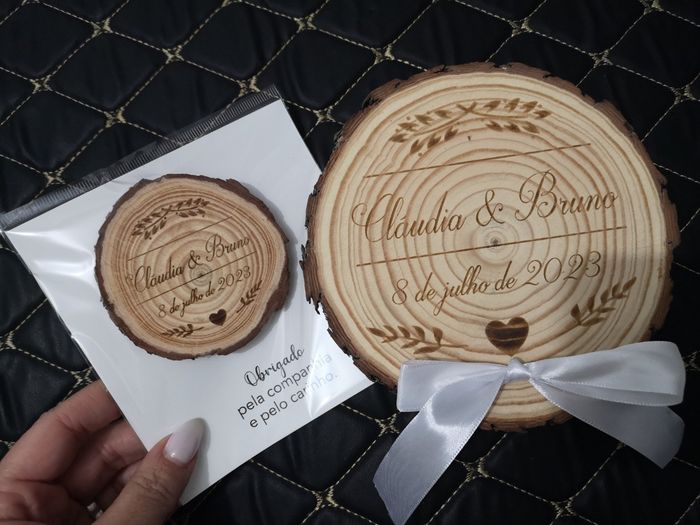 Cláudia & Bruno
8 de julho de 2023
Obrigado
pela companhia
e pelo carinho.
Cláudia & Bruno
8 de julho de 2023